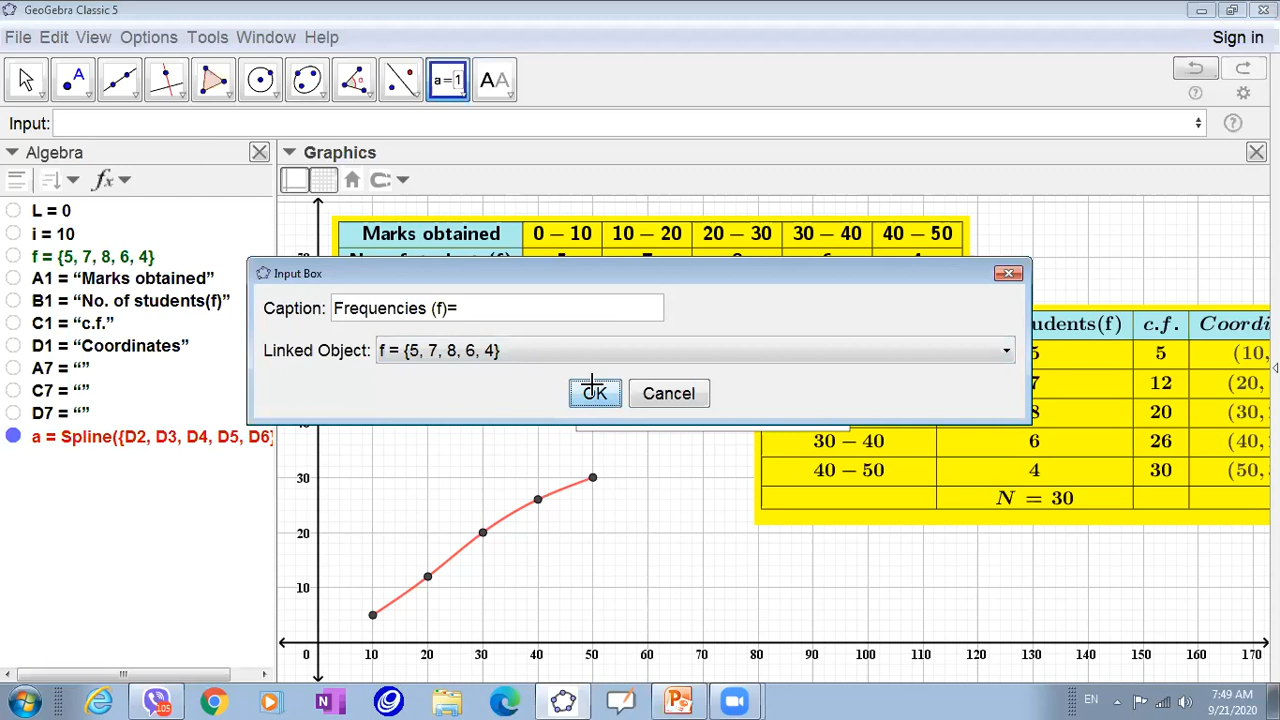 GeoGebra Classic 5
File Edit View Options Tools Window Help
Sign in
A
a=1
AA
Input:
Algebra
Graphics
fx
L = 0
i = 10
f = {5, 7, 8, 6, 4}
A1 = “Marks obtained”
B1 = “No. of students(f)”
C1 = “c.f.”
D1 = “Coordinates”
A7 = “”
C7 = “”
D7 = “”
a = Spline({D2, D3, D4, D5, D6}
Marks obtained 0 – 10 10 – 20 20 – 30 30 – 40 40 – 50
Input Box
Caption: Frequencies (f)=
Linked Object: f = {5, 7, 8, 6, 4}
OK Cancel
udents(f) c.f. Coordi
5 5 (10,
7 12 (20,
8 20 (30,
30 – 40 6 26 (40,
40 – 50 4 30 (50,
N = 30
30
20
10
0 10 20 30 40 50 60 70 80 90 100 110 120 130 140 150 160 170
105
EN
7:49 AM
9/21/2020